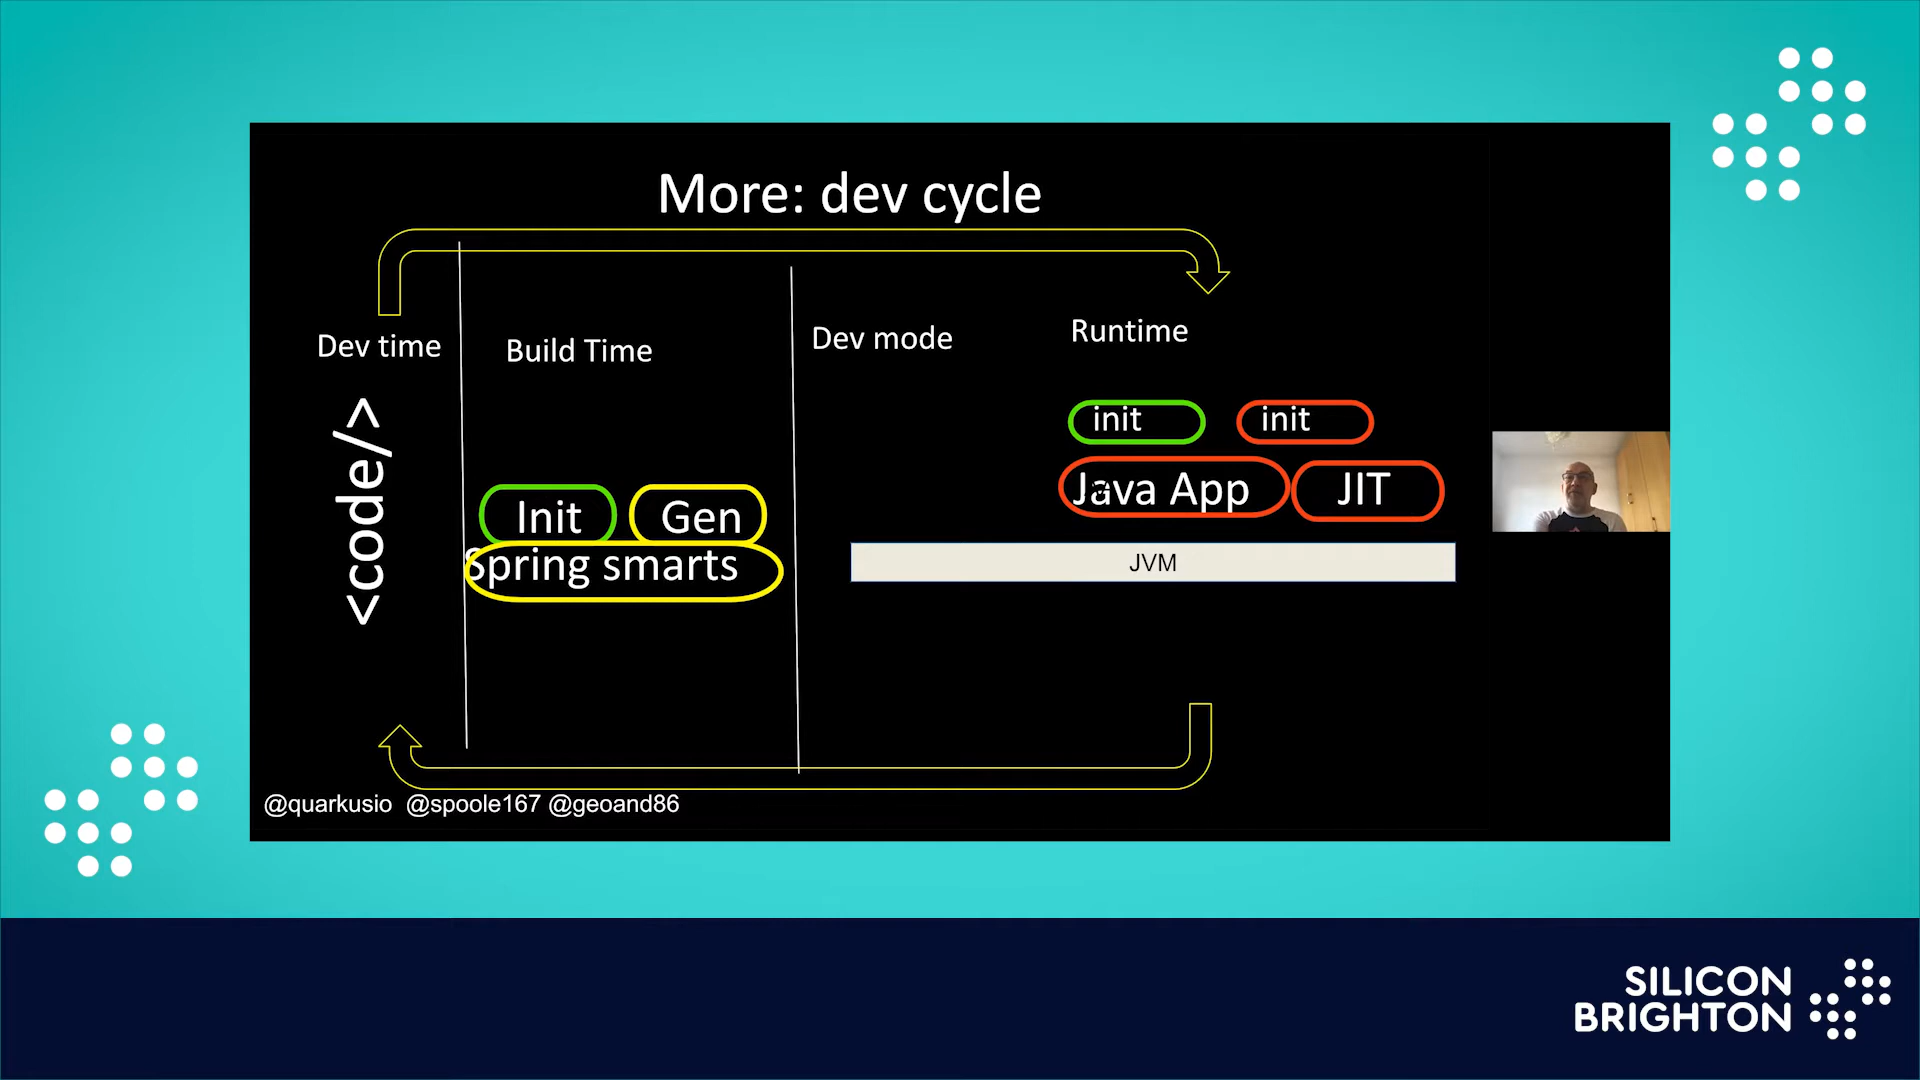 More: dev cycle
Dev time
Build Time
Dev mode
Runtime
<code/>
init
init
Java App
JIT
Init
Gen
Spring smarts
JVM
@quarkusio @spoole167 @geoand86
SILICON
BRIGHTON